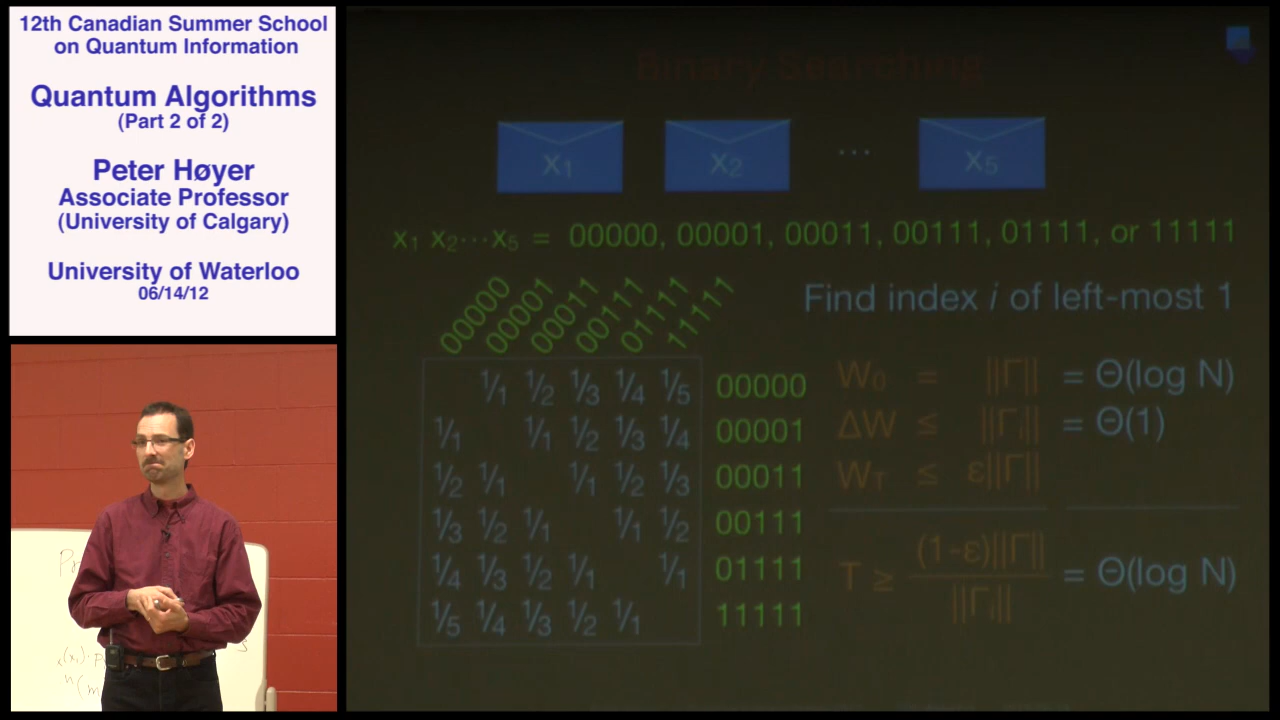 12th Canadian Summer School
on Quantum Information
Quantum Algorithms
(Part 2 of 2)
Peter Høyer
Associate Professor
(University of Calgary)
University of Waterloo
06/14/12
Binary Searching
x₁ x₂ ... x₅
x₁ x₂⋯x₅ = 00000, 00001, 00011, 00111, 01111, or 11111
Find index i of left-most 1
00000 00001 00011 00111 01111 11111
⅟₁ ½ ⅓ ¼ ⅕ 00000
⅟₁ ⅟₁ ½ ⅓ ¼ 00001
½ ⅟₁ ⅟₁ ½ ⅓ 00011
⅓ ½ ⅟₁ ⅟₁ ½ 00111
¼ ⅓ ½ ⅟₁ ⅟₁ 01111
⅕ ¼ ⅓ ½ ⅟₁ 11111
W₀ = ||Γ|| = Θ(log N)
ΔW ≤ ||Γᵢ|| = Θ(1)
W_T ≤ ε||Γ||
T ≥ (1-ε)||Γ|| / ||Γᵢ|| = Θ(log N)